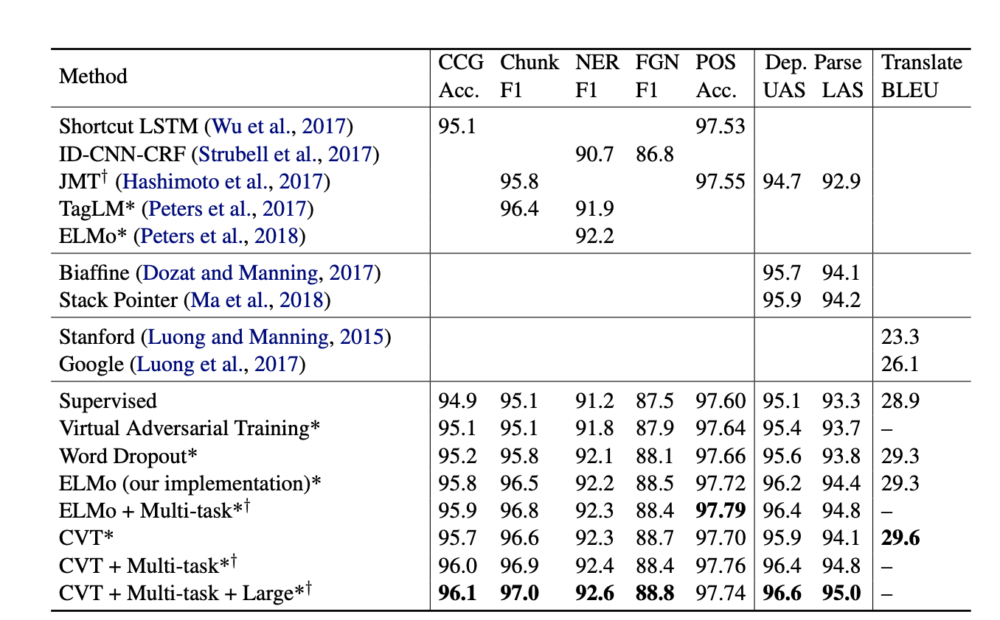 Method CCG Chunk NER FGN POS Dep. Parse Translate
Acc. F1 F1 F1 Acc. UAS LAS BLEU
Shortcut LSTM (Wu et al., 2017) 95.1 97.53
ID-CNN-CRF (Strubell et al., 2017) 90.7 86.8
JMT† (Hashimoto et al., 2017) 95.8 97.55 94.7 92.9
TagLM* (Peters et al., 2017) 96.4 91.9
ELMo* (Peters et al., 2018) 92.2
Biaffine (Dozat and Manning, 2017) 95.7 94.1
Stack Pointer (Ma et al., 2018) 95.9 94.2
Stanford (Luong and Manning, 2015) 23.3
Google (Luong et al., 2017) 26.1
Supervised 94.9 95.1 91.2 87.5 97.60 95.1 93.3 28.9
Virtual Adversarial Training* 95.1 95.1 91.8 87.9 97.64 95.4 93.7 –
Word Dropout* 95.2 95.8 92.1 88.1 97.66 95.6 93.8 29.3
ELMo (our implementation)* 95.8 96.5 92.2 88.5 97.72 96.2 94.4 29.3
ELMo + Multi-task*† 95.9 96.8 92.3 88.4 97.79 96.4 94.8 –
CVT* 95.7 96.6 92.3 88.7 97.70 95.9 94.1 29.6
CVT + Multi-task*† 96.0 96.9 92.4 88.4 97.76 96.4 94.8 –
CVT + Multi-task + Large*† 96.1 97.0 92.6 88.8 97.74 96.6 95.0 –